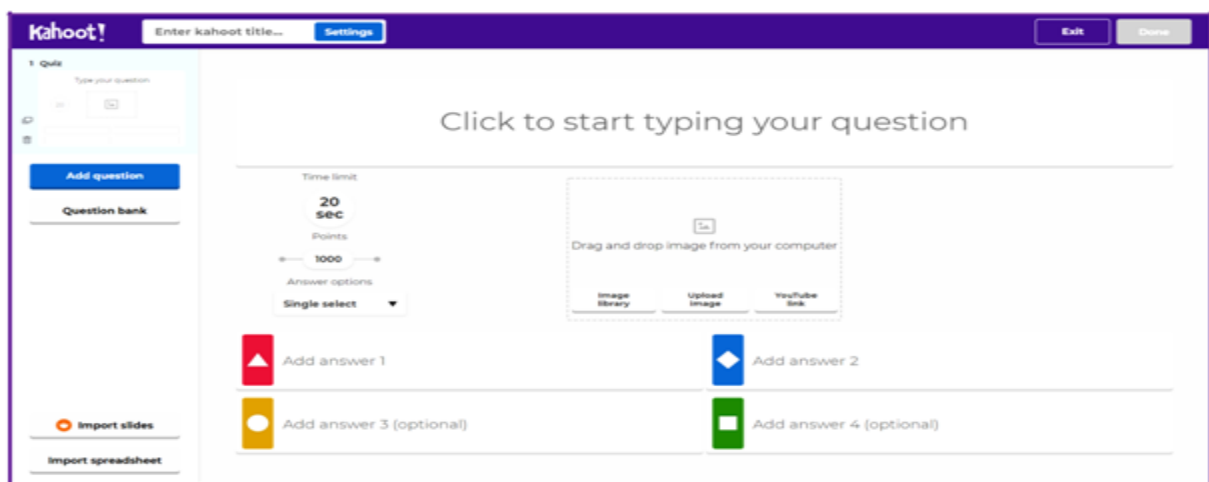 Kahoot!
Enter kahoot title...
Settings
Exit
Done
1 Quiz
Type your question
Add question
Question bank
Import slides
Import spreadsheet
Click to start typing your question
Time limit
20
sec
Points
1000
Answer options
Single select
Drag and drop image from your computer
Image
library
Upload
image
YouTube
link
Add answer 1
Add answer 2
Add answer 3 (optional)
Add answer 4 (optional)